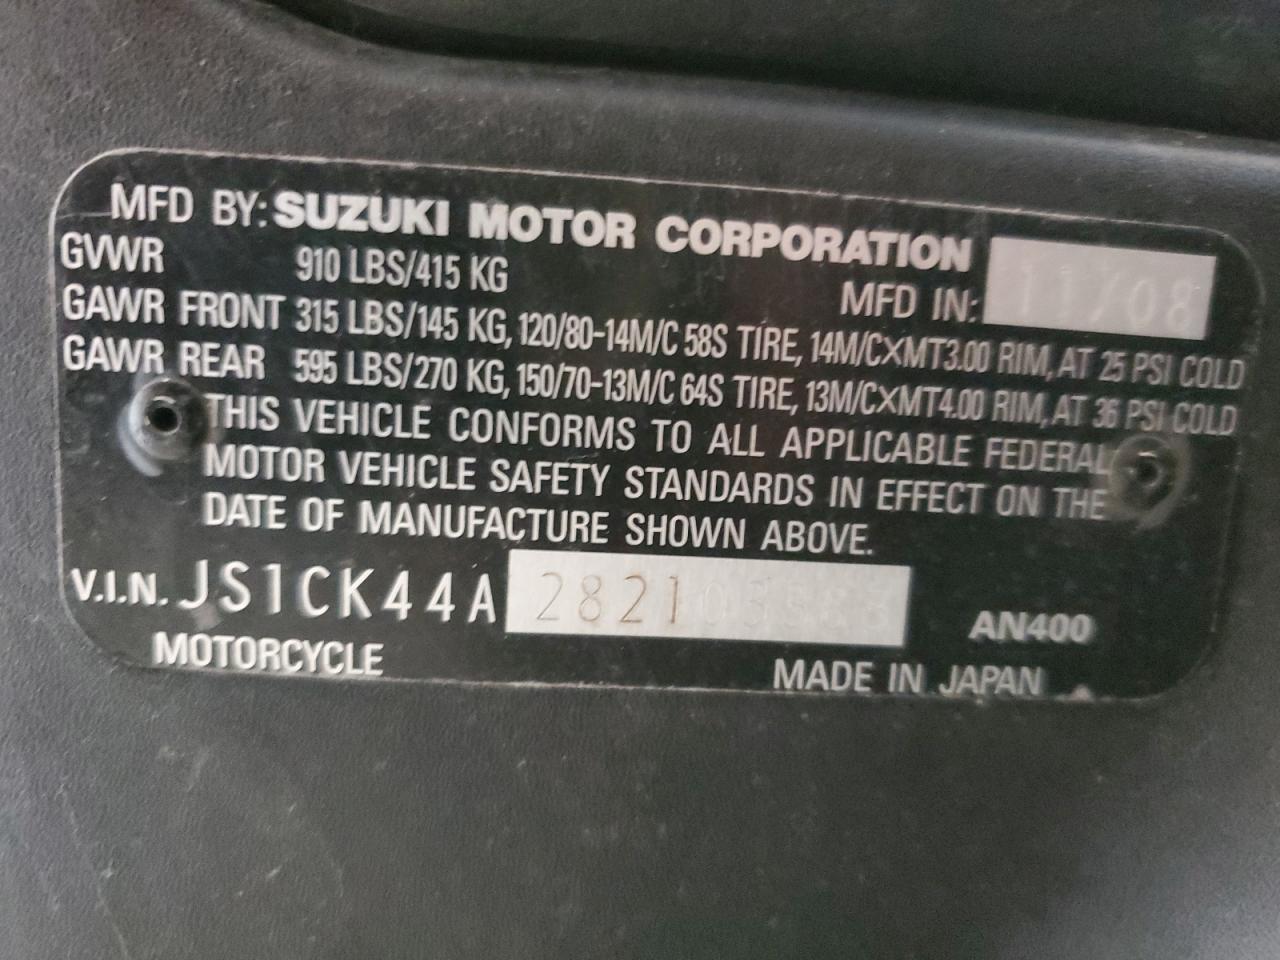 MFD BY: SUZUKI MOTOR CORPORATION
GVWR 910 LBS/415 KG MFD IN: 11/08
GAWR FRONT 315 LBS/145 KG, 120/80-14M/C 58S TIRE, 14M/C×MT3.00 RIM, AT 25 PSI COLD
GAWR REAR 595 LBS/270 KG, 150/70-13M/C 64S TIRE, 13M/C×MT4.00 RIM, AT 36 PSI COLD
THIS VEHICLE CONFORMS TO ALL APPLICABLE FEDERAL
MOTOR VEHICLE SAFETY STANDARDS IN EFFECT ON THE
DATE OF MANUFACTURE SHOWN ABOVE.
V.I.N. JS1CK44A AN400
MOTORCYCLE MADE IN JAPAN